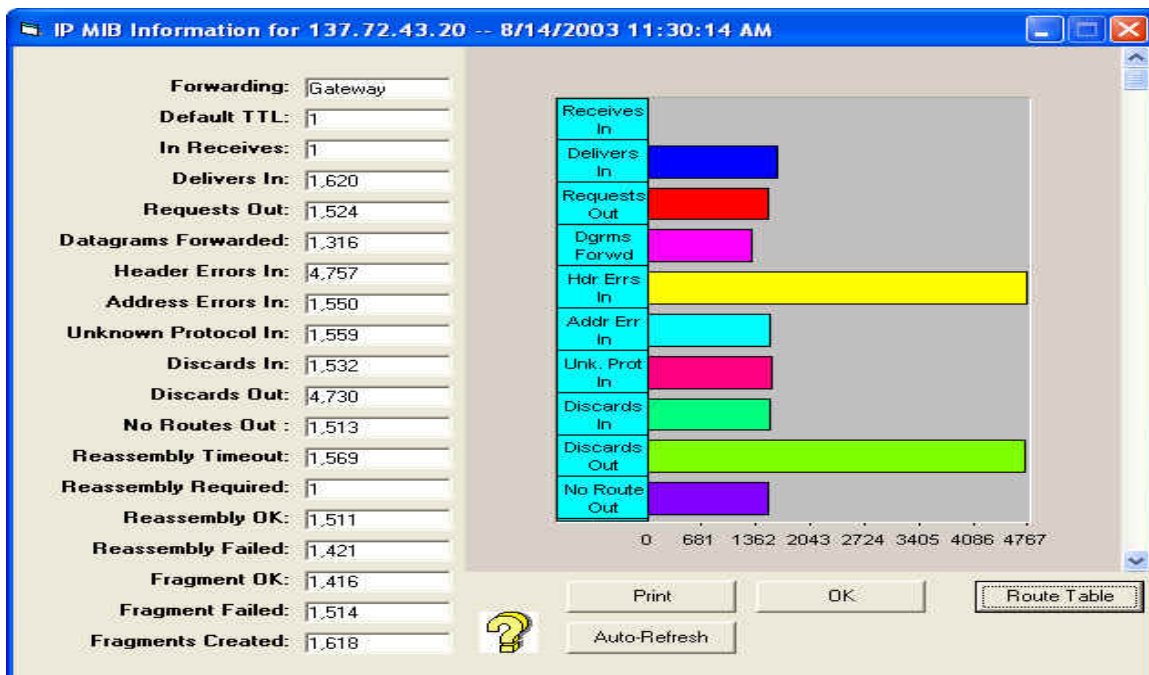 IP MIB Information for 137.72.43.20 -- 8/14/2003 11:30:14 AM
Forwarding: Gateway
Default TTL: 1
In Receives: 1
Delivers In: 1,620
Requests Out: 1,524
Datagrams Forwarded: 1,316
Header Errors In: 4,757
Address Errors In: 1,550
Unknown Protocol In: 1,559
Discards In: 1,532
Discards Out: 4,730
No Routes Out : 1,513
Reassembly Timeout: 1,569
Reassembly Required: 1
Reassembly OK: 1,511
Reassembly Failed: 1,421
Fragment OK: 1,416
Fragment Failed: 1,514
Fragments Created: 1,618
Receives
In
Delivers
In
Requests
Out
Dgrms
Forwd
Hdr Errs
In
Addr Err
In
Unk. Prot
In
Discards
In
Discards
Out
No Route
Out
0 681 1362 2043 2724 3405 4086 4767
Print
OK
Route Table
Auto-Refresh